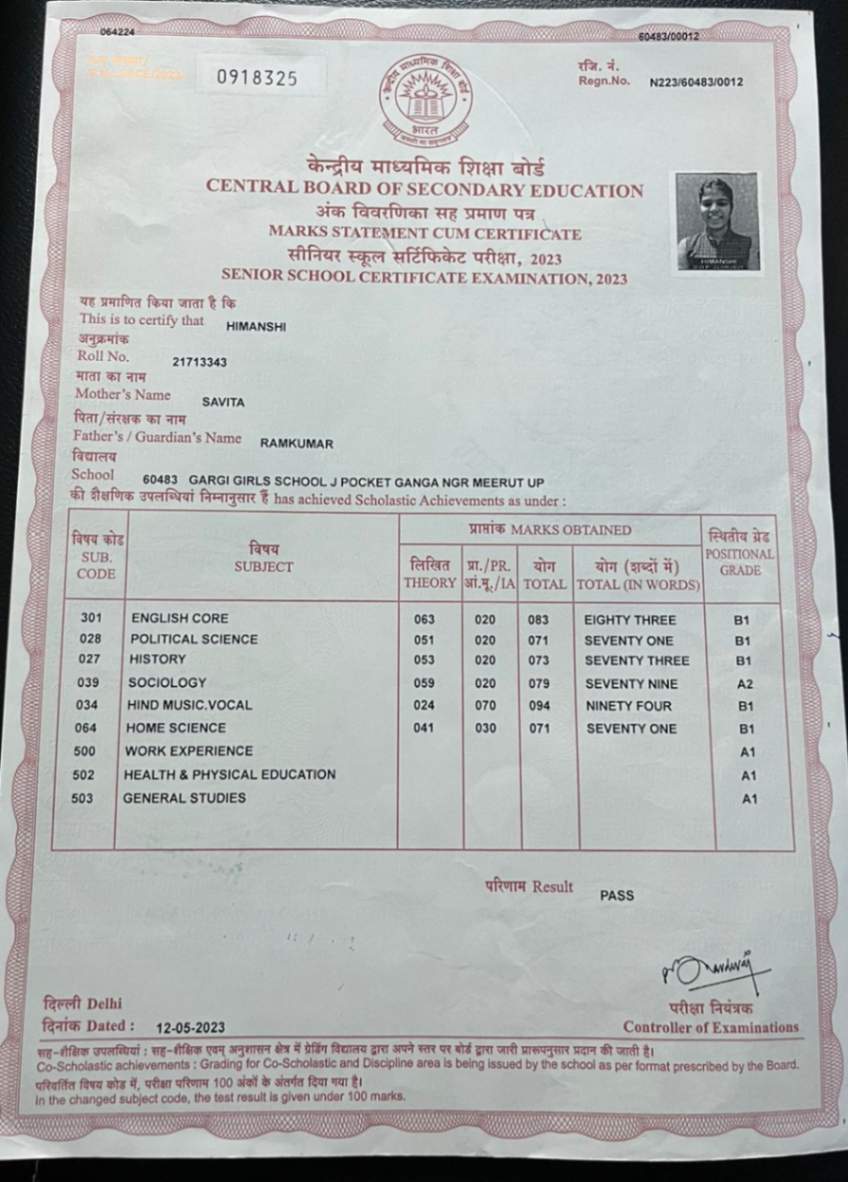 064224
60483/00012
0918325
रजि. नं.
Regn.No. N223/60483/0012
भारत
केन्द्रीय माध्यमिक शिक्षा बोर्ड
CENTRAL BOARD OF SECONDARY EDUCATION
अंक विवरणिका सह प्रमाण पत्र
MARKS STATEMENT CUM CERTIFICATE
सीनियर स्कूल सर्टिफिकेट परीक्षा, 2023
SENIOR SCHOOL CERTIFICATE EXAMINATION, 2023
HIMANSHI
यह प्रमाणित किया जाता है कि
This is to certify that HIMANSHI
अनुक्रमांक
Roll No. 21713343
माता का नाम
Mother's Name SAVITA
पिता/संरक्षक का नाम
Father's / Guardian's Name RAMKUMAR
विद्यालय
School 60483 GARGI GIRLS SCHOOL J POCKET GANGA NGR MEERUT UP
की शैक्षणिक उपलब्धियां निम्नानुसार हैं has achieved Scholastic Achievements as under :
विषय कोड SUB. CODE
विषय SUBJECT
प्राप्तांक MARKS OBTAINED
लिखित THEORY
प्रा./PR. आं.मू./IA
योग TOTAL
योग (शब्दों में) TOTAL (IN WORDS)
स्थितीय ग्रेड POSITIONAL GRADE
301 ENGLISH CORE 063 020 083 EIGHTY THREE B1
028 POLITICAL SCIENCE 051 020 071 SEVENTY ONE B1
027 HISTORY 053 020 073 SEVENTY THREE B1
039 SOCIOLOGY 059 020 079 SEVENTY NINE A2
034 HIND MUSIC.VOCAL 024 070 094 NINETY FOUR B1
064 HOME SCIENCE 041 030 071 SEVENTY ONE B1
500 WORK EXPERIENCE A1
502 HEALTH & PHYSICAL EDUCATION A1
503 GENERAL STUDIES A1
परिणाम Result PASS
दिल्ली Delhi
दिनांक Dated : 12-05-2023
परीक्षा नियंत्रक
Controller of Examinations
सह-शैक्षिक उपलब्धियां : सह-शैक्षिक एवम् अनुशासन क्षेत्र में ग्रेडिंग विद्यालय द्वारा अपने स्तर पर बोर्ड द्वारा जारी प्रारूपनुसार प्रदान की जाती है।
Co-Scholastic achievements : Grading for Co-Scholastic and Discipline area is being issued by the school as per format prescribed by the Board.
परिवर्तित विषय कोड में, परीक्षा परिणाम 100 अंकों के अंतर्गत दिया गया है।
In the changed subject code, the test result is given under 100 marks.